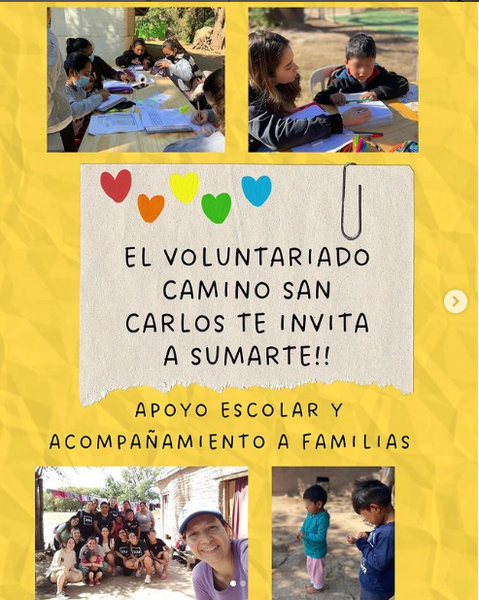 EL VOLUNTARIADO
CAMINO SAN
CARLOS TE INVITA
A SUMARTE!!
APOYO ESCOLAR Y
ACOMPAÑAMIENTO A FAMILIAS